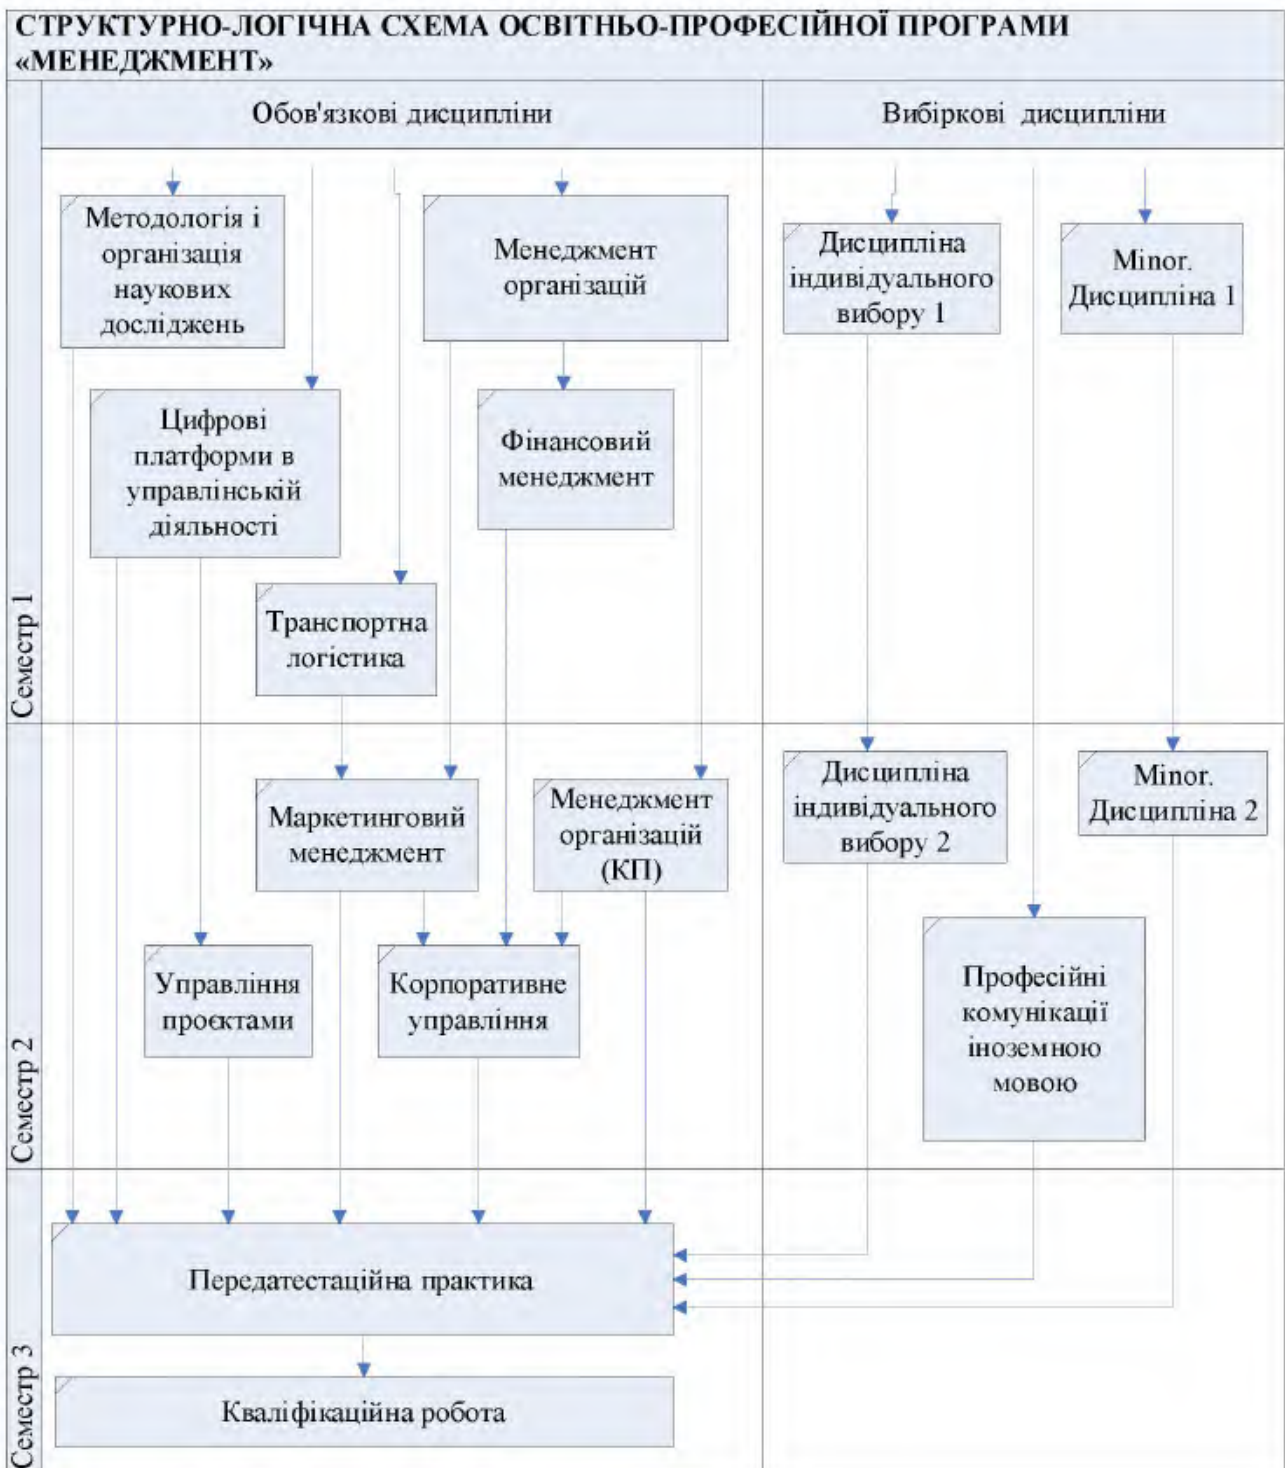 СТРУКТУРНО-ЛОГІЧНА СХЕМА ОСВІТНЬО-ПРОФЕСІЙНОЇ ПРОГРАМИ
«МЕНЕДЖМЕНТ»
Обов'язкові дисципліни
Вибіркові дисципліни
Семестр 1
Методологія і
організація
наукових
досліджень
Менеджмент
організацій
Дисципліна
індивідуального
вибору 1
Minor.
Дисципліна 1
Цифрові
платформи в
управлінській
діяльності
Фінансовий
менеджмент
Транспортна
логістика
Семестр 2
Маркетинговий
менеджмент
Менеджмент
організацій
(КП)
Дисципліна
індивідуального
вибору 2
Minor.
Дисципліна 2
Управління
проєктами
Корпоративне
управління
Професійні
комунікації
іноземною
мовою
Семестр 3
Передатестаційна практика
Кваліфікаційна робота